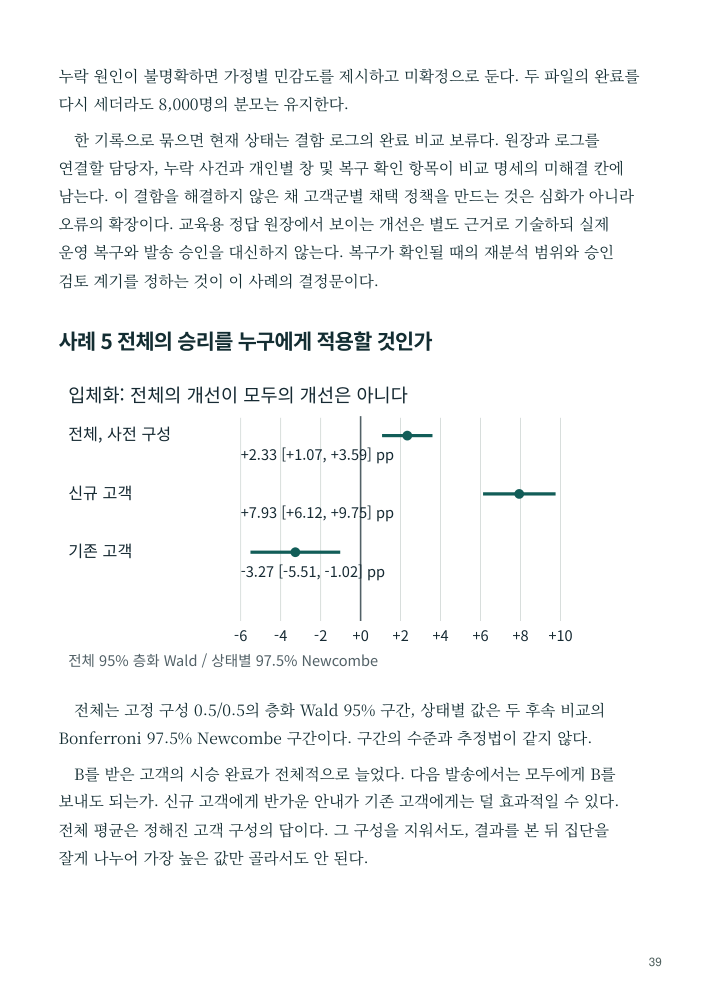 누락 원인이 불명확하면 가정별 민감도를 제시하고 미확정으로 둔다. 두 파일의 완료를
다시 세더라도 8,000명의 분모는 유지한다.
한 기록으로 묶으면 현재 상태는 결함 로그의 완료 비교 보류다. 원장과 로그를
연결할 담당자, 누락 사건과 개인별 창 및 복구 확인 항목이 비교 명세의 미해결 칸에
남는다. 이 결함을 해결하지 않은 채 고객군별 채택 정책을 만드는 것은 심화가 아니라
오류의 확장이다. 교육용 정답 원장에서 보이는 개선은 별도 근거로 기술하되 실제
운영 복구와 발송 승인을 대신하지 않는다. 복구가 확인될 때의 재분석 범위와 승인
검토 계기를 정하는 것이 이 사례의 결정문이다.
사례 5 전체의 승리를 누구에게 적용할 것인가
입체화: 전체의 개선이 모두의 개선은 아니다
전체, 사전 구성
+2.33 [+1.07, +3.59] pp
신규 고객
+7.93 [+6.12, +9.75] pp
기존 고객
-3.27 [-5.51, -1.02] pp
-6 -4 -2 +0 +2 +4 +6 +8 +10
전체 95% 층화 Wald / 상태별 97.5% Newcombe
전체는 고정 구성 0.5/0.5의 층화 Wald 95% 구간, 상태별 값은 두 후속 비교의
Bonferroni 97.5% Newcombe 구간이다. 구간의 수준과 추정법이 같지 않다.
B를 받은 고객의 시승 완료가 전체적으로 늘었다. 다음 발송에서는 모두에게 B를
보내도 되는가. 신규 고객에게 반가운 안내가 기존 고객에게는 덜 효과적일 수 있다.
전체 평균은 정해진 고객 구성의 답이다. 그 구성을 지워서도, 결과를 본 뒤 집단을
잘게 나누어 가장 높은 값만 골라서도 안 된다.
39